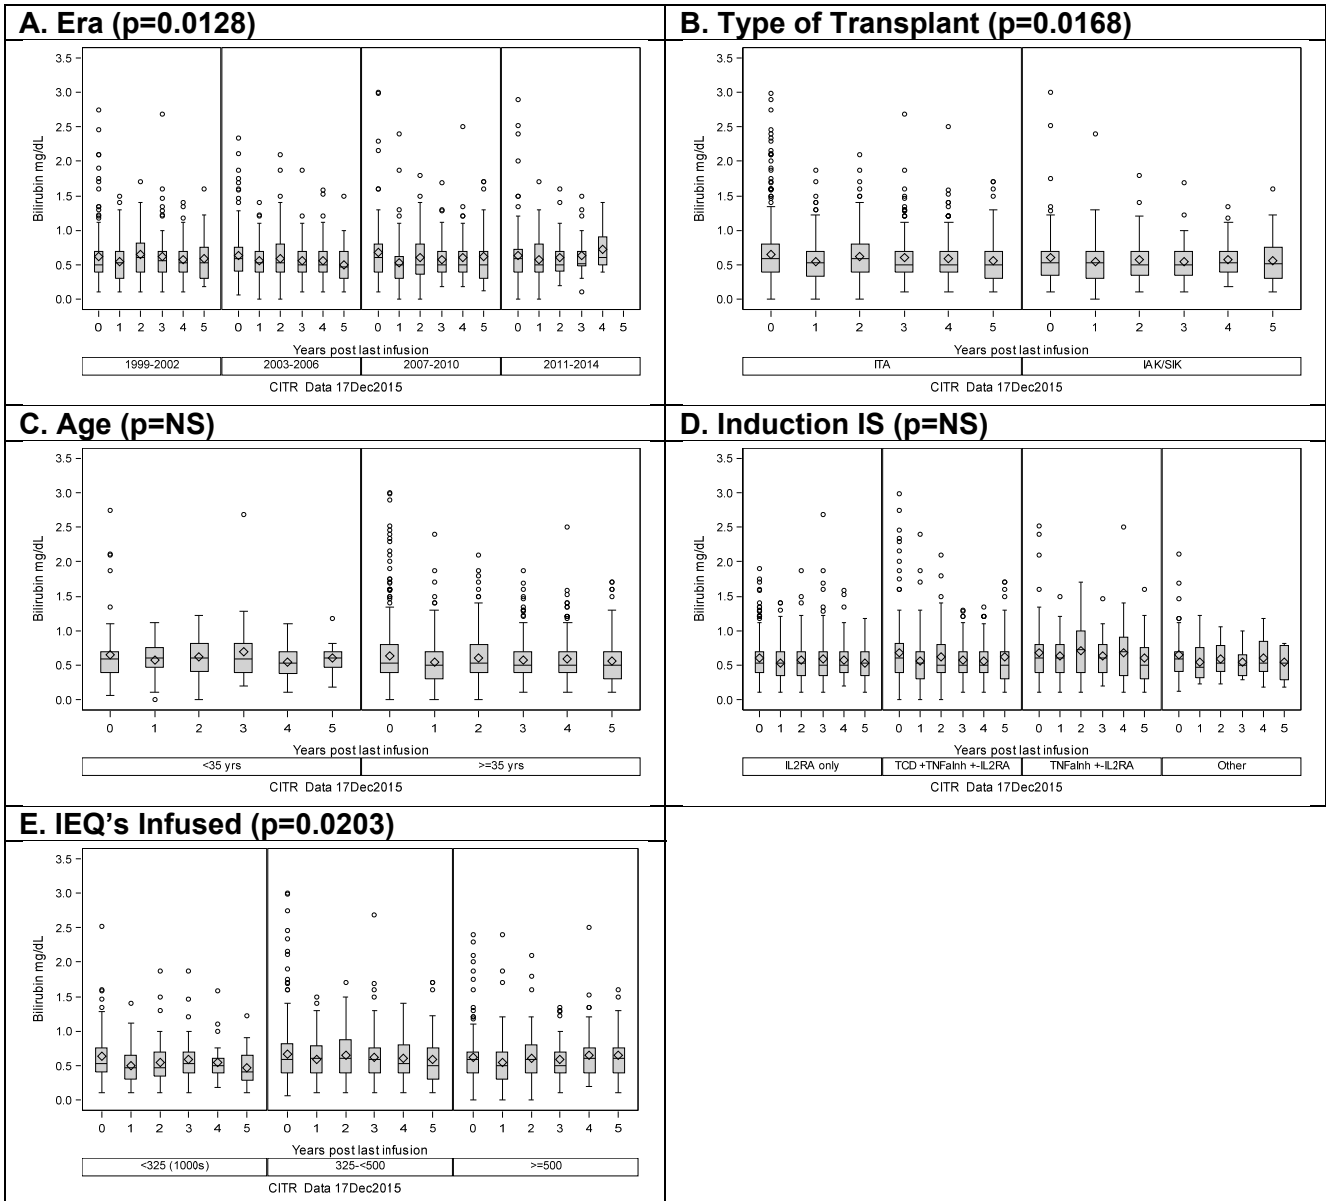 A. Era (p=0.0128)
3.5
3.0
2.5
2.0
1.5
1.0
0.5
0.0
Bilirubin mg/dL
0 1 2 3 4 5 0 1 2 3 4 5 0 1 2 3 4 5 0 1 2 3 4 5
Years post last infusion
1999-2002 2003-2006 2007-2010 2011-2014
CITR Data 17Dec2015
B. Type of Transplant (p=0.0168)
3.5
3.0
2.5
2.0
1.5
1.0
0.5
0.0
Bilirubin mg/dL
0 1 2 3 4 5 0 1 2 3 4 5
Years post last infusion
ITA IAK/SIK
CITR Data 17Dec2015
C. Age (p=NS)
3.5
3.0
2.5
2.0
1.5
1.0
0.5
0.0
Bilirubin mg/dL
0 1 2 3 4 5 0 1 2 3 4 5
Years post last infusion
<35 yrs >=35 yrs
CITR Data 17Dec2015
D. Induction IS (p=NS)
3.5
3.0
2.5
2.0
1.5
1.0
0.5
0.0
Bilirubin mg/dL
0 1 2 3 4 5 0 1 2 3 4 5 0 1 2 3 4 5 0 1 2 3 4 5
Years post last infusion
IL2RA only TCD +TNFaInh +-IL2RA TNFaInh +-IL2RA Other
CITR Data 17Dec2015
E. IEQ's Infused (p=0.0203)
3.5
3.0
2.5
2.0
1.5
1.0
0.5
0.0
Bilirubin mg/dL
0 1 2 3 4 5 0 1 2 3 4 5 0 1 2 3 4 5
Years post last infusion
<325 (1000s) 325-<500 >=500
CITR Data 17Dec2015